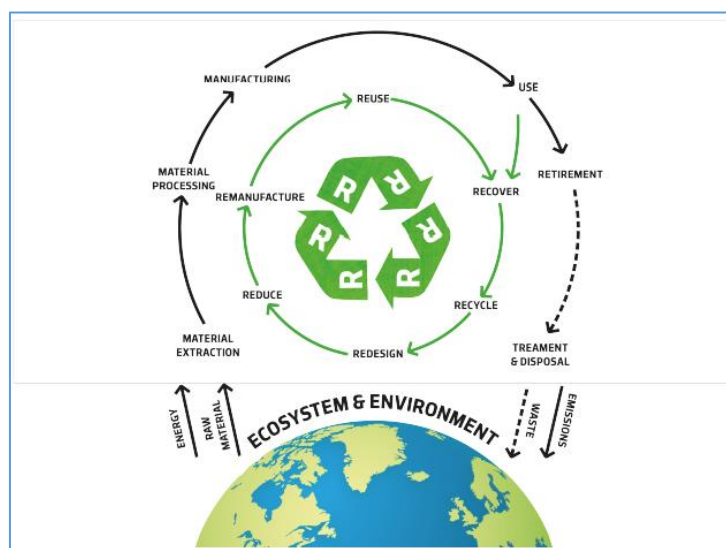 MANUFACTURING
USE
REUSE
MATERIAL
PROCESSING
RETIREMENT
REMANUFACTURE
RECOVER
R
R
R
R
R
REDUCE
RECYCLE
MATERIAL
EXTRACTION
REDESIGN
TREAMENT
& DISPOSAL
ENERGY
RAW
MATERIAL
ECOSYSTEM & ENVIRONMENT
WASTE
EMISSIONS